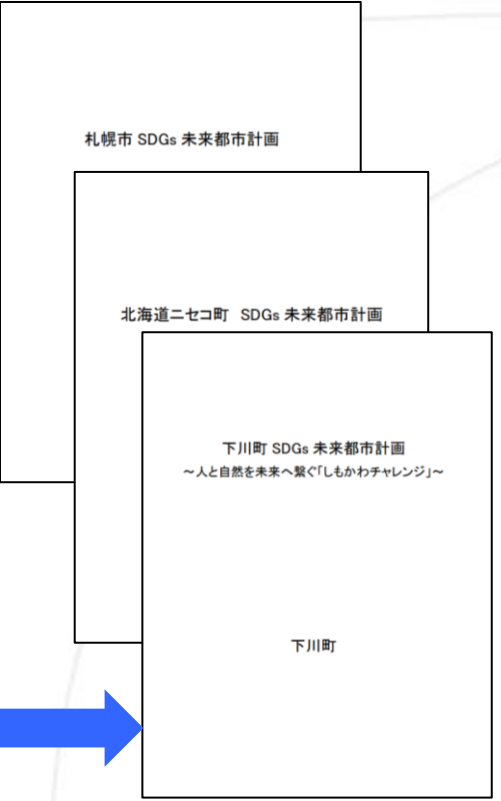 札幌市 SDGs 未来都市計画
北海道ニセコ町 SDGs 未来都市計画
下川町 SDGs 未来都市計画
～人と自然を未来へ繋ぐ「しもかわチャレンジ」～
下川町